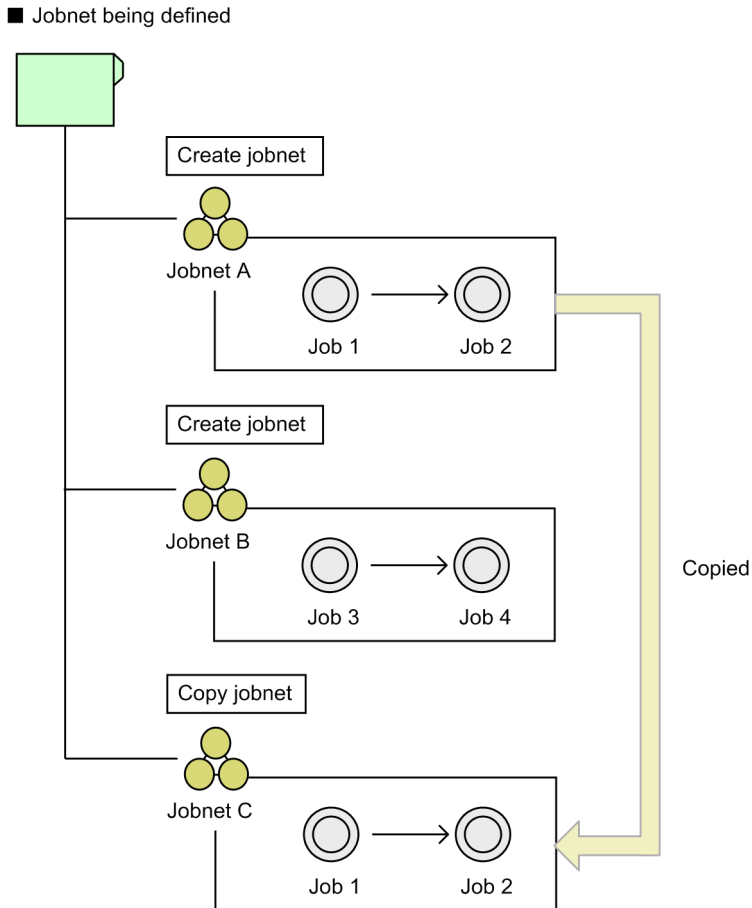 ■ Jobnet being defined
Create jobnet
Jobnet A
Job 1
Job 2
Create jobnet
Jobnet B
Job 3
Job 4
Copied
Copy jobnet
Jobnet C
Job 1
Job 2